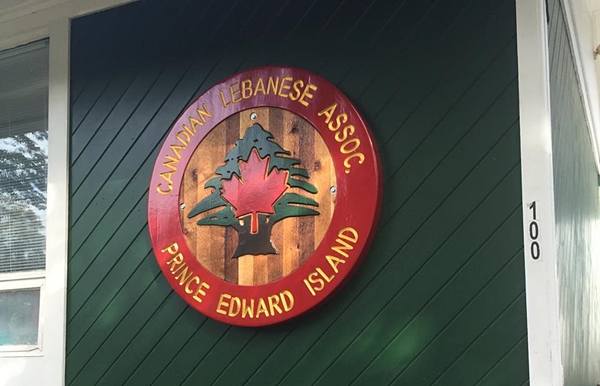 CANADIAN LEBANESE ASSOC.
PRINCE EDWARD ISLAND
100